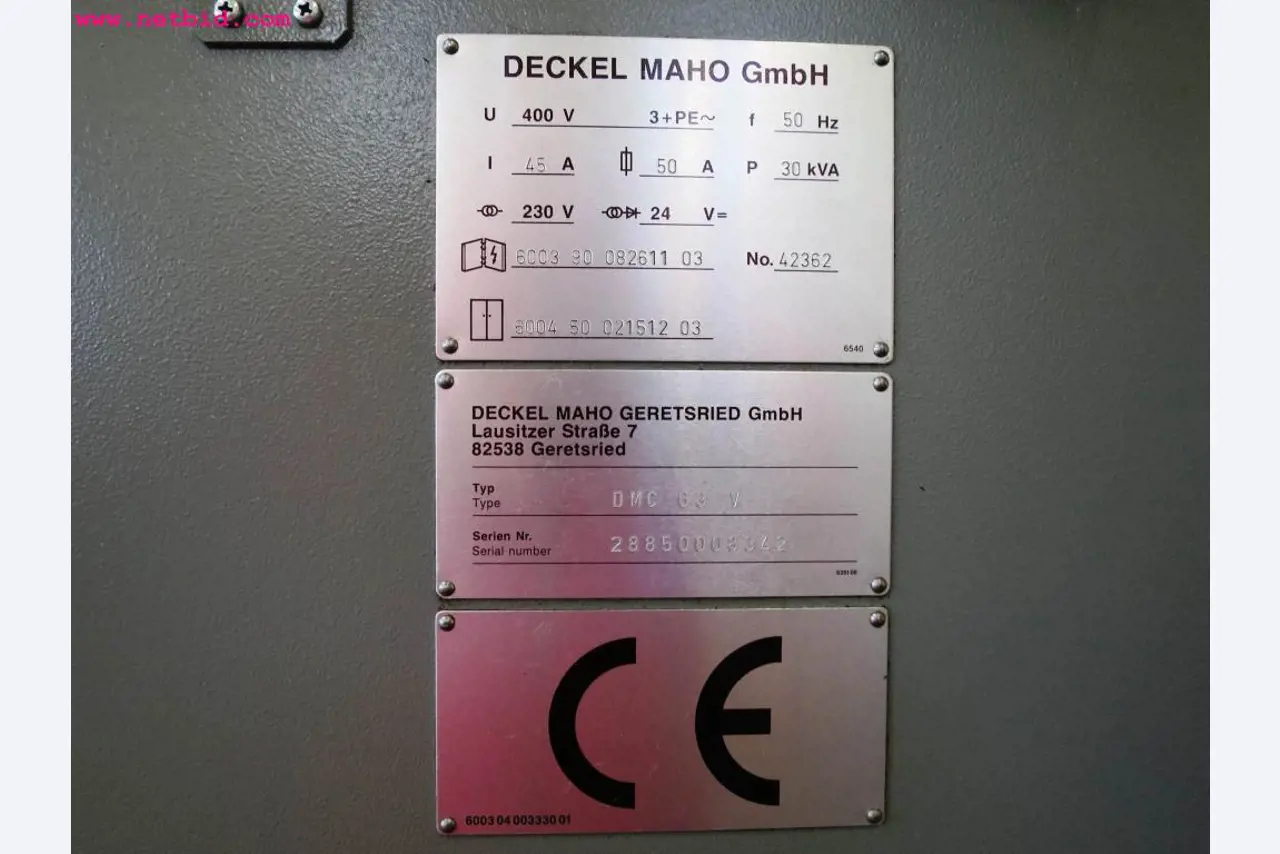 www.netbid.com
DECKEL MAHO GmbH
U 400 V 3+PE~ f 50 Hz
I 45 A 50 A P 30 kVA
230 V 24 V=
6003 90 082611 03 No. 42362
6004 50 021512 03
6540
DECKEL MAHO GERETSRIED GmbH
Lausitzer Straße 7
82538 Geretsried
Typ
Type DMC 63 V
Serien Nr.
Serial number
CE
6003 04 003330 01